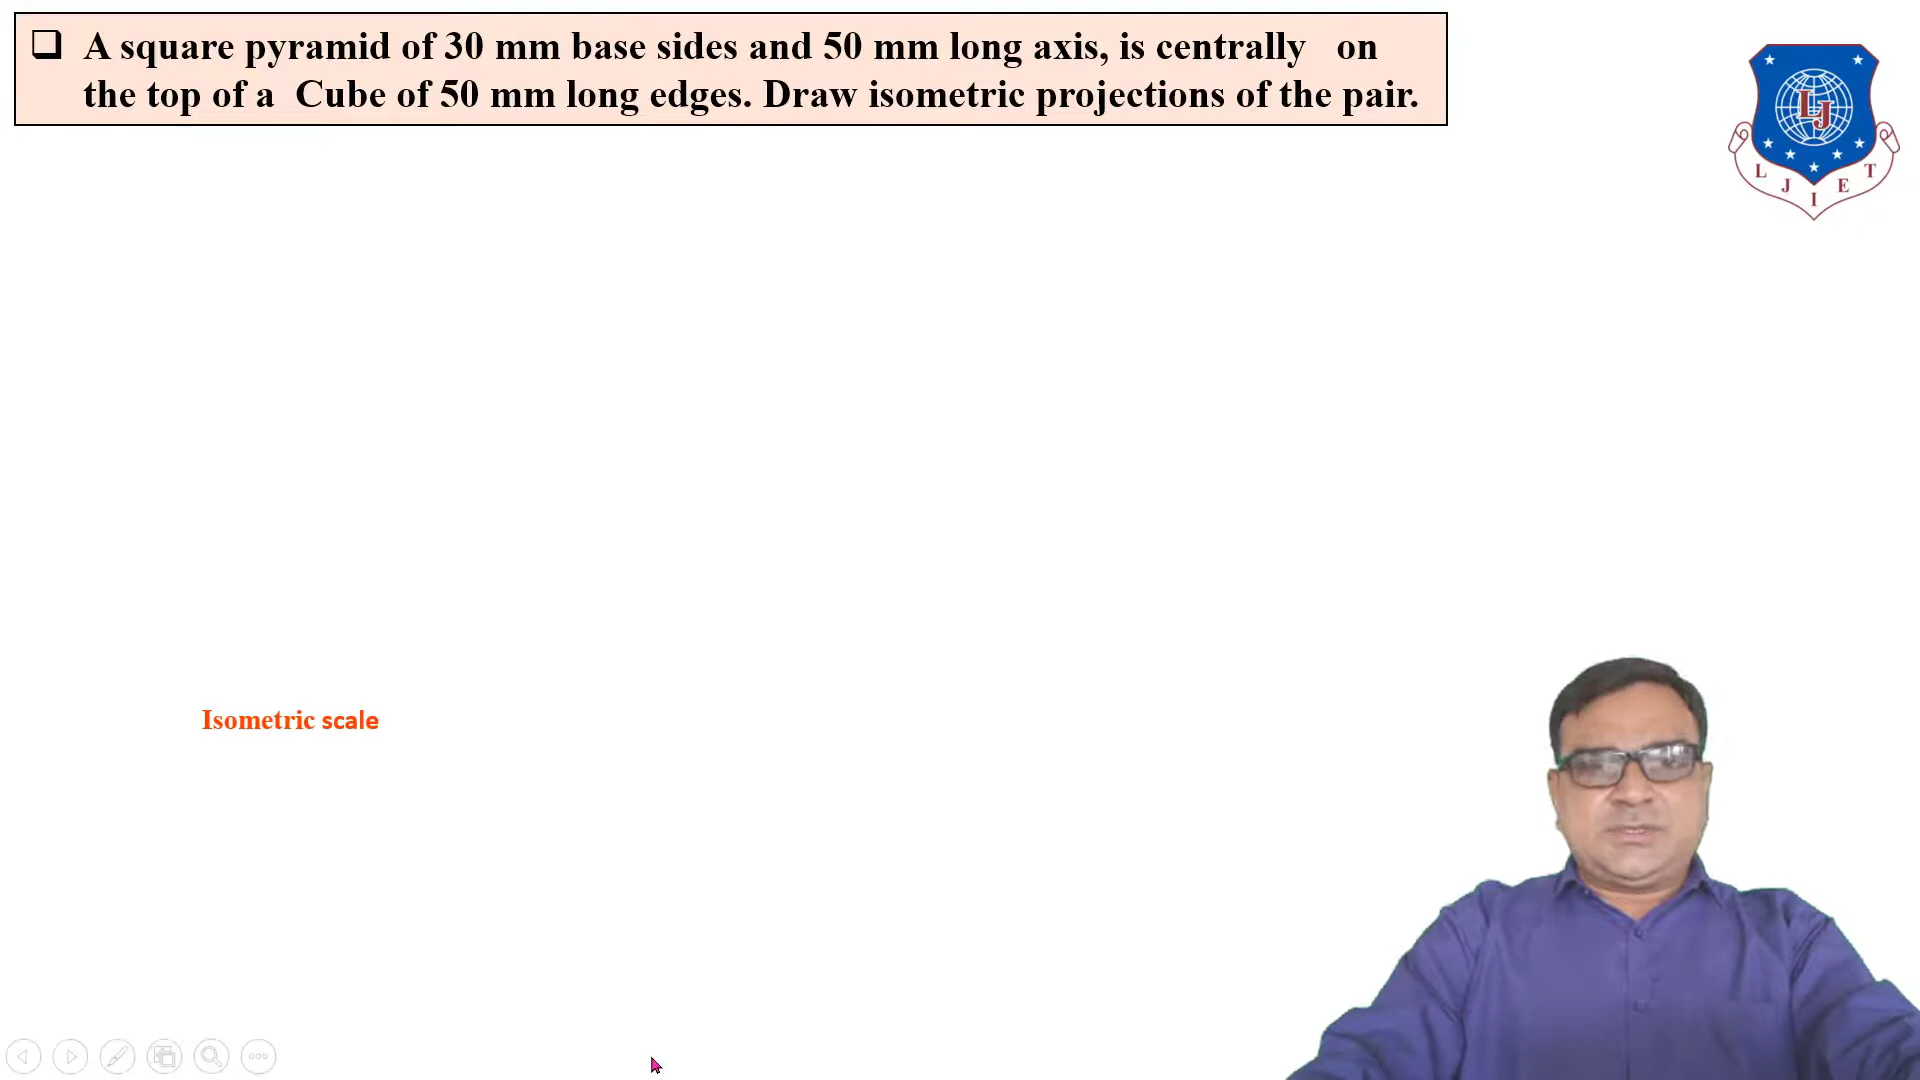 ❑ A square pyramid of 30 mm base sides and 50 mm long axis, is centrally on
the top of a Cube of 50 mm long edges. Draw isometric projections of the pair.
LJ
L J I E T
Isometric scale